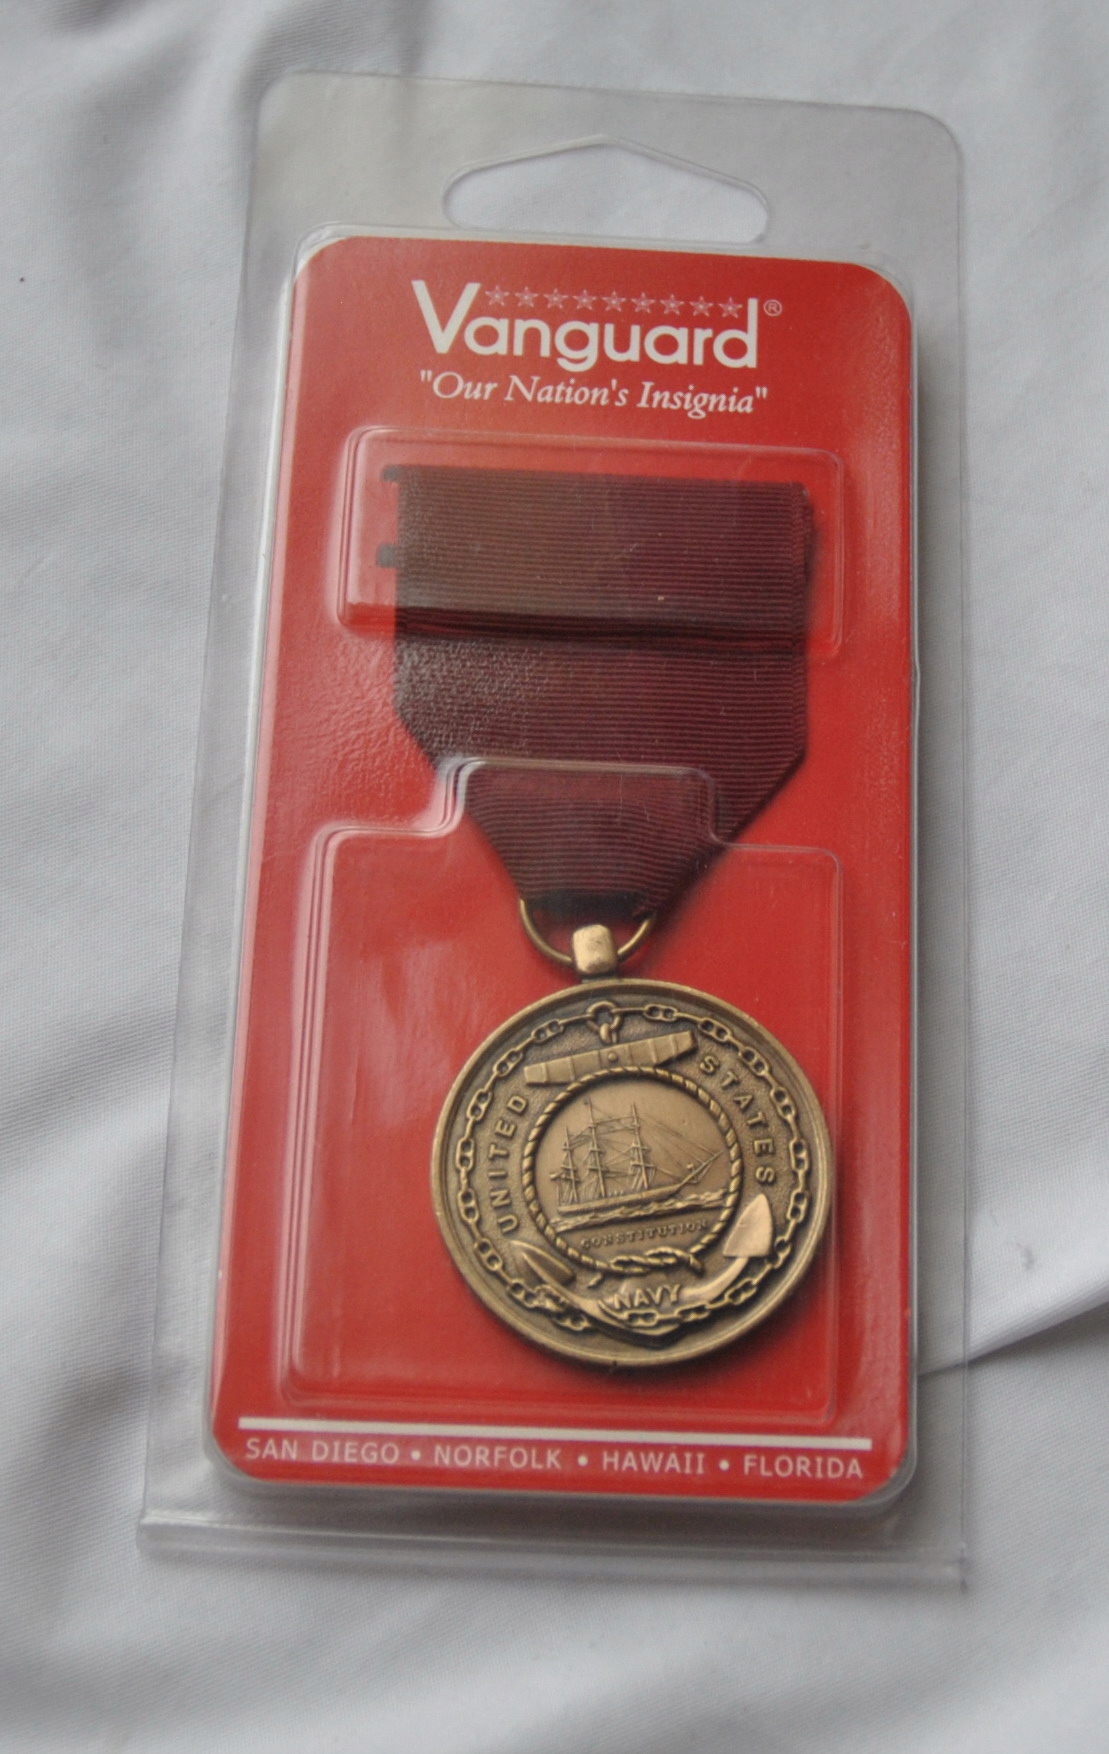 Vanguard®
"Our Nation's Insignia"
UNITED STATES
CONSTITUTION
NAVY
SAN DIEGO • NORFOLK • HAWAII • FLORIDA